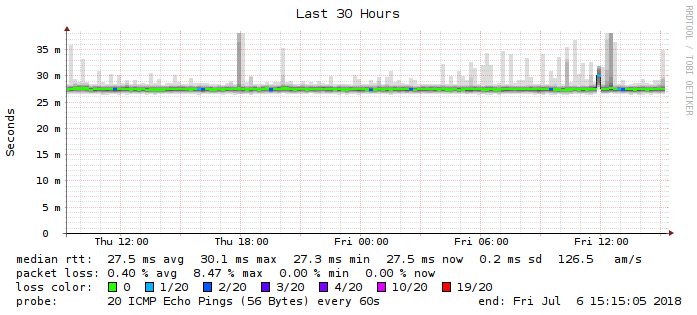 Last 30 Hours
RRDTOOL / TOBI OETIKER
Seconds
35 m
30 m
25 m
20 m
15 m
10 m
5 m
0
Thu 12:00 Thu 18:00 Fri 00:00 Fri 06:00 Fri 12:00
median rtt: 27.5 ms avg 30.1 ms max 27.3 ms min 27.5 ms now 0.2 ms sd 126.5 am/s
packet loss: 0.40 % avg 8.47 % max 0.00 % min 0.00 % now
loss color: 0 1/20 2/20 3/20 4/20 10/20 19/20
probe: 20 ICMP Echo Pings (56 Bytes) every 60s end: Fri Jul 6 15:15:05 2018